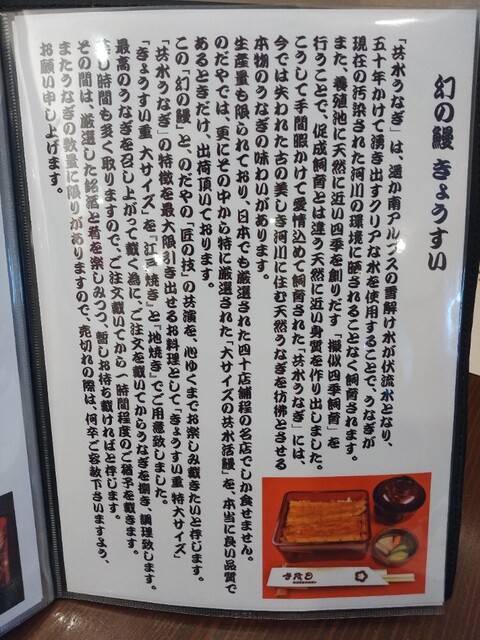 幻の鰻 きょうすい
「共水うなぎ」は、遥か南アルプスの雪解け水が伏流水となり、
五十年かけて湧き出すクリアな水を使用することで、うなぎが
現在の汚染された河川の環境に晒されることなく飼育されます。
また、養殖池に天然に近い四季を創りだす「擬似四季飼育」を
行うことで、促成飼育とは違う天然に近い身質を作り出しました。
こうして手間暇かけて愛情込めて飼育された「共水うなぎ」には、
今では失われた古の美しき河川に住む天然うなぎを彷彿とさせる
本物のうなぎの味わいがあります。
生産量も限られており、日本でも厳選された四十店舗程の名店でしか食せません。
のだやでは、更にその中から特に厳選された「大サイズの共水活鰻」を、本当に良い品質で
あるときだけ、出荷頂いております。
この「幻の鰻」と、のだやの「匠の技」の共演を、心ゆくまでお楽しみ戴きたいと存じます。
「共水うなぎ」の特徴を最大限引き出せるお料理として「きょうすい重 特大サイズ」
「きょうすい重 大サイズ」を「江戸焼き」と「地焼き」でご用意致しました。
最高のうなぎを召し上がって戴く為に、ご注文を戴いてからうなぎを捌き、調理致します。
し時間も多く取りますので、ご注文戴いてから一時間程度のご猶予を戴きます。
その間は、厳選した銘酒と肴を楽しみつつ、暫しお待ち戴ければと存じます。
またうなぎの数量に限りがありますので、売切れの際は、何卒ご容赦下さいますよう、
お願い申し上げます。